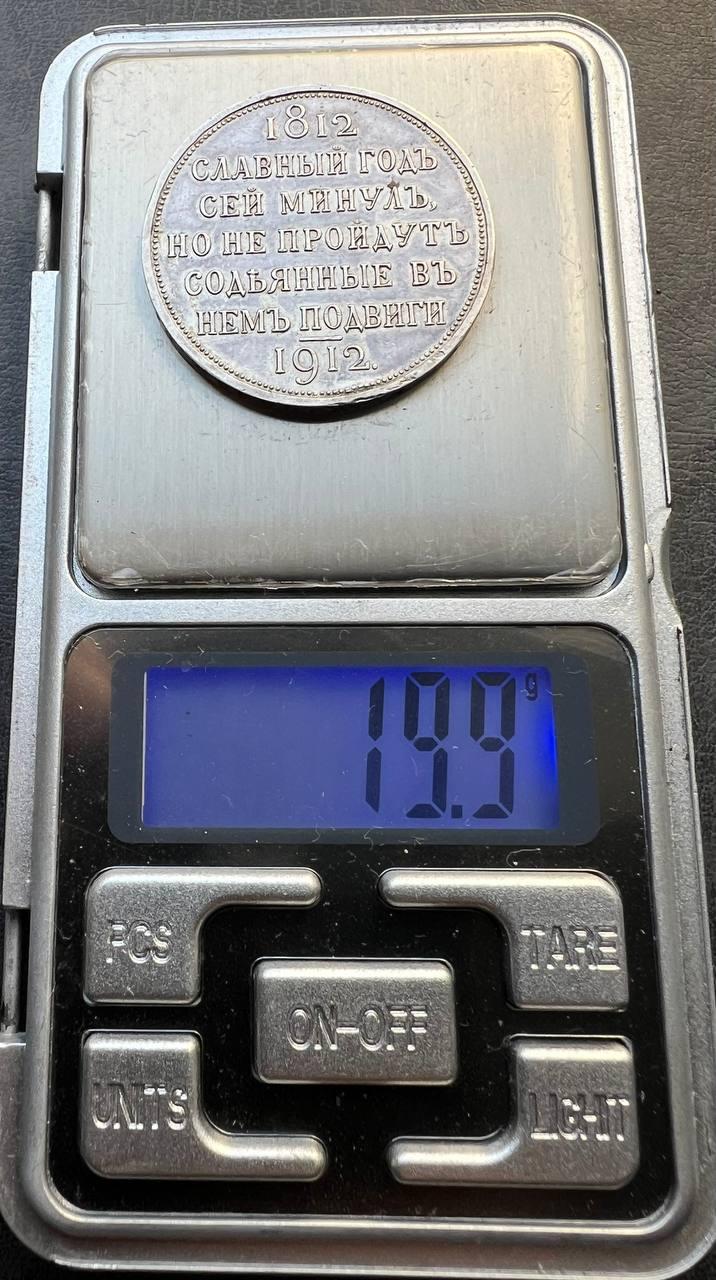 1812
СЛАВНЫЙ ГОДЪ
СЕЙ МИНУЛЪ,
НО НЕ ПРОЙДУТЪ
СОДѢЯННЫЕ ВЪ
НЕМЪ ПОДВИГИ
1912.
19.9 g
PCS
TARE
ON-OFF
UNITS
LIGHT